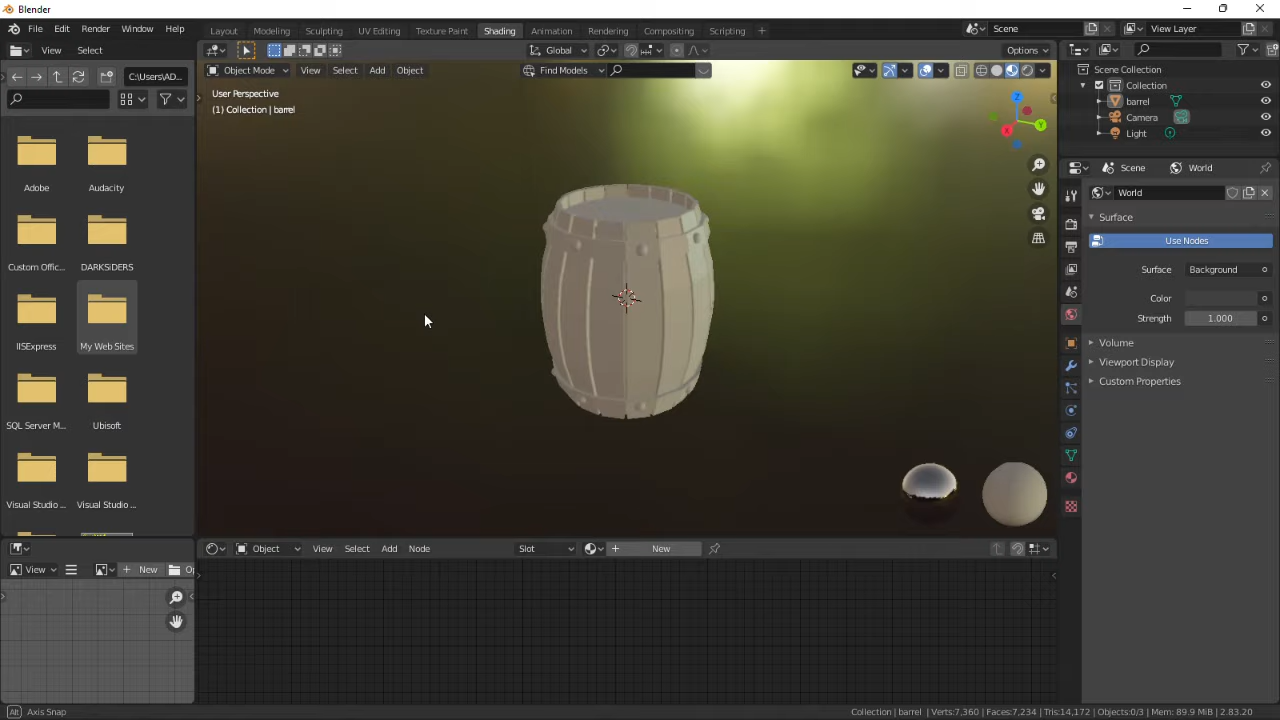 Blender
File Edit Render Window Help
Layout Modeling Sculpting UV Editing Texture Paint Shading Animation Rendering Compositing Scripting
Scene
View Layer
View Select
Global
Options
C:\Users\AD...
Object Mode View Select Add Object
Find Models
User Perspective
(1) Collection | barrel
X
Y
Z
Scene Collection
Collection
barrel
Camera
Light
Scene World
World
Surface
Use Nodes
Surface Background
Color
Strength 1.000
Volume
Viewport Display
Custom Properties
Adobe
Audacity
Custom Offic...
DARKSiDERS
IISExpress
My Web Sites
SQL Server M...
Ubisoft
Visual Studio ...
Visual Studio ...
Object View Select Add Node
Slot
New
View
New
Op
Alt Axis Snap
Collection | barrel | Verts:7,360 | Faces:7,234 | Tris:14,172 | Objects:0/3 | Mem: 89.9 MiB | 2.83.20